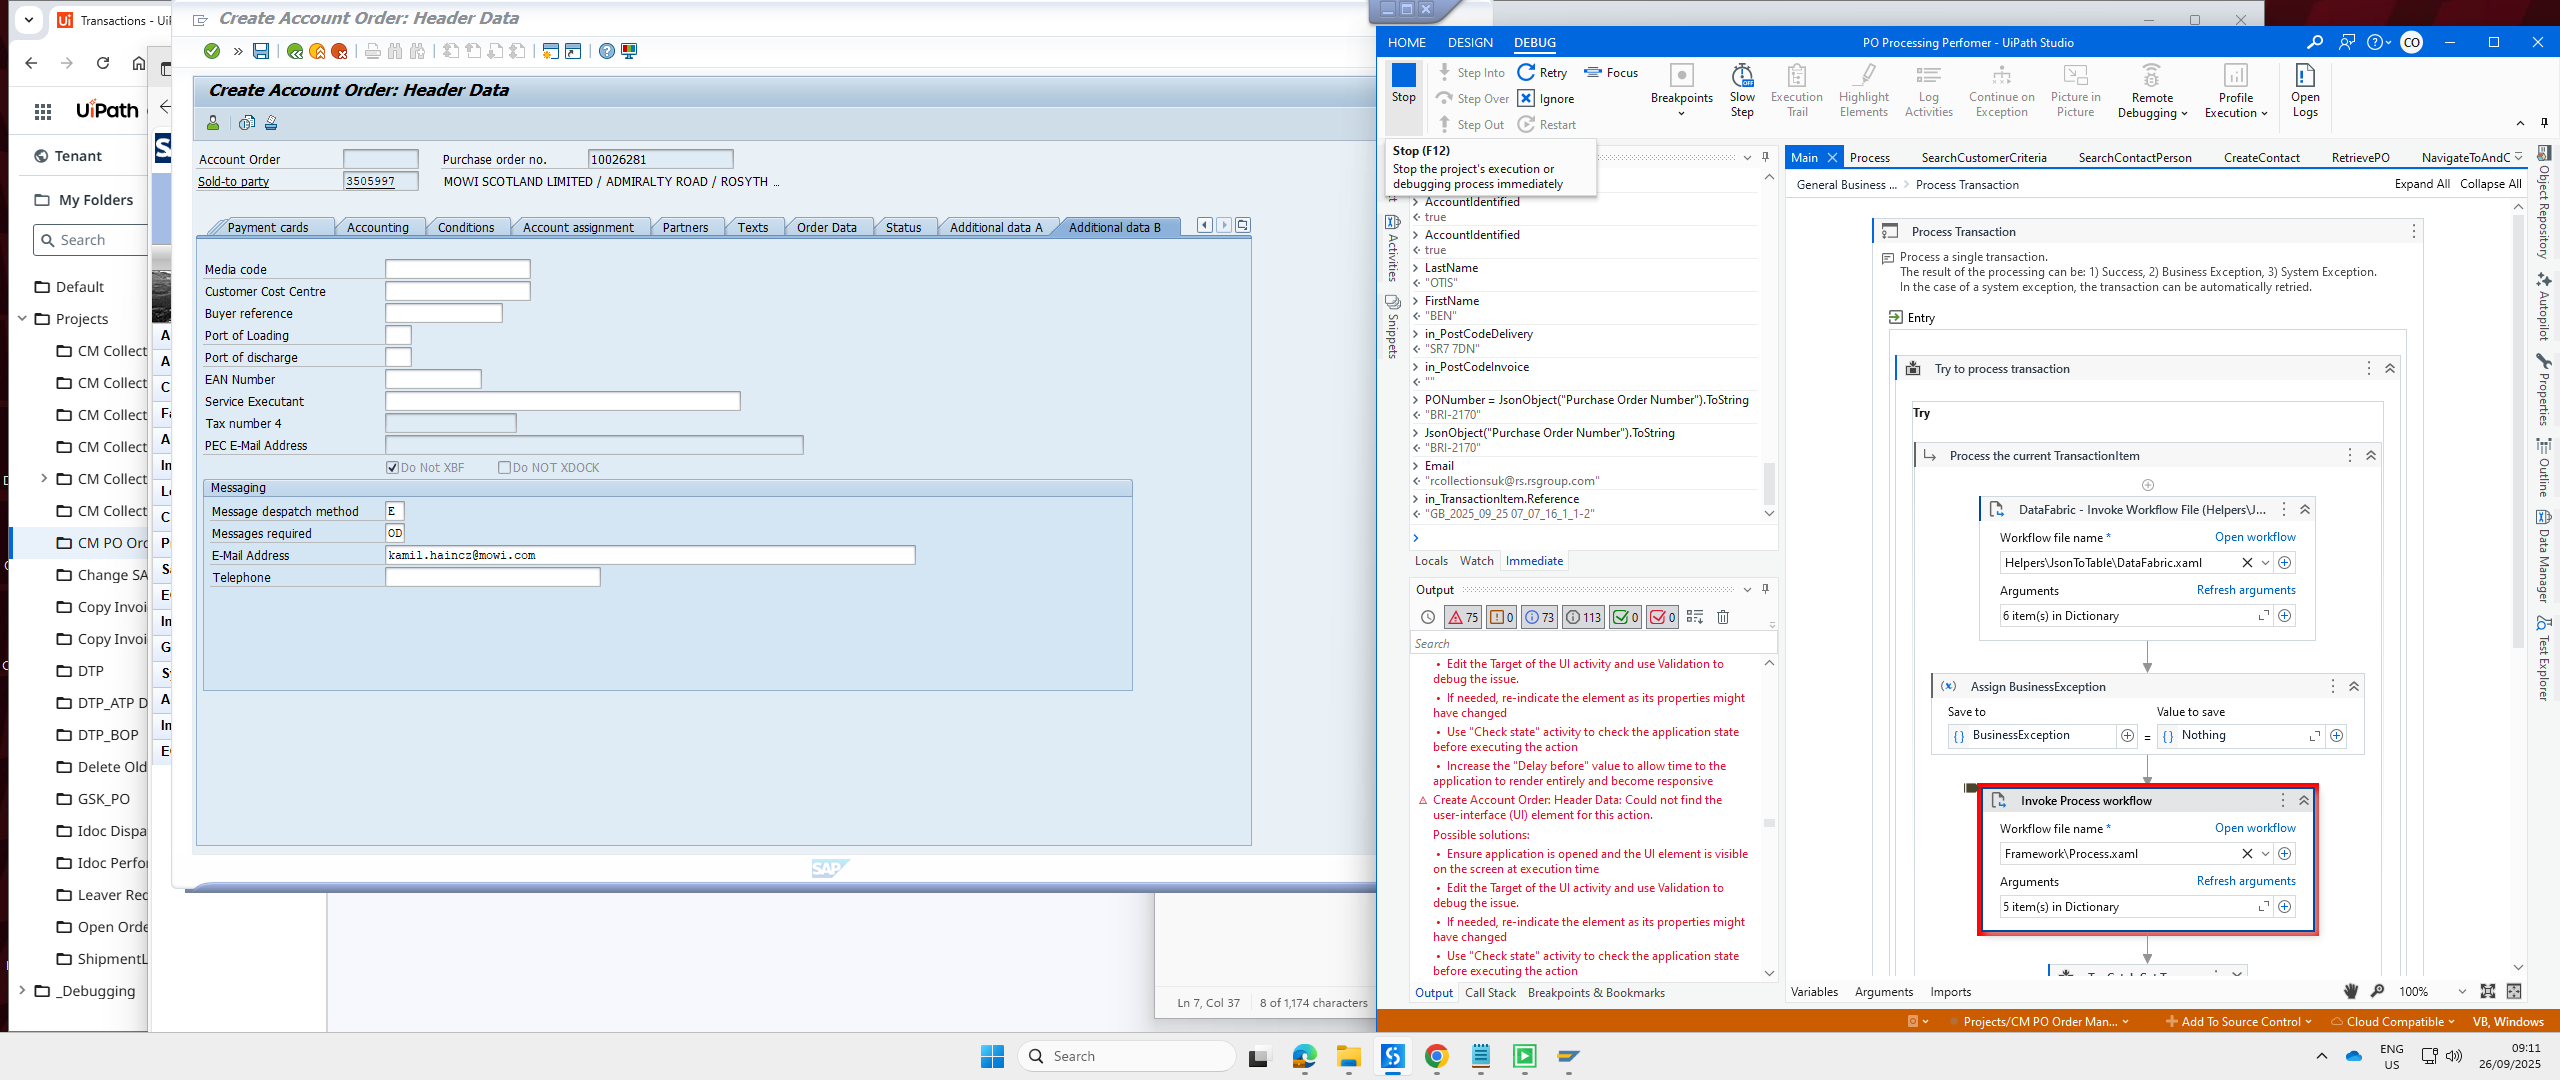 Transactions - UiP
UiPath
Tenant
My Folders
Search
Default
Projects
CM Collect
CM Collect
CM Collect
CM Collect
CM Collect
CM Collect
CM PO Orc
Change SA
Copy Invoi
Copy Invoi
DTP
DTP_ATP D
DTP_BOP
Delete Old
GSK_PO
Idoc Dispa
Idoc Perfor
Leaver Rec
Open Orde
ShipmentL
_Debugging
Create Account Order: Header Data
Create Account Order: Header Data
Account Order
Purchase order no. 10026281
Sold-to party 3505997 MOWI SCOTLAND LIMITED / ADMIRALTY ROAD / ROSYTH ...
Payment cards Accounting Conditions Account assignment Partners Texts Order Data Status Additional data A Additional data B
Media code
Customer Cost Centre
Buyer reference
Port of Loading
Port of discharge
EAN Number
Service Executant
Tax number 4
PEC E-Mail Address
Do Not XBF Do NOT XDOCK
Messaging
Message despatch method E
Messages required OD
E-Mail Address kamil.haincz@mowi.com
Telephone
SAP
Ln 7, Col 37 8 of 1,174 characters
HOME DESIGN DEBUG PO Processing Perfomer - UiPath Studio CO
Stop
Step Into Retry Focus
Step Over Ignore
Step Out Restart
Breakpoints
Slow Step
Execution Trail
Highlight Elements
Log Activities
Continue on Exception
Picture in Picture
Remote Debugging
Profile Execution
Open Logs
Stop (F12)
Stop the project's execution or
debugging process immediately
Activities
Snippets
AccountIdentified
true
AccountIdentified
true
LastName
"OTIS"
FirstName
"BEN"
in_PostCodeDelivery
"SR7 7DN"
in_PostCodeInvoice
""
PONumber = JsonObject("Purchase Order Number").ToString
"BRI-2170"
JsonObject("Purchase Order Number").ToString
"BRI-2170"
Email
"rcollectionsuk@rs.rsgroup.com"
in_TransactionItem.Reference
"GB_2025_09_25 07_07_16_1_1-2"
Locals Watch Immediate
Output
75 0 73 113 0 0
Search
• Edit the Target of the UI activity and use Validation to
debug the issue.
• If needed, re-indicate the element as its properties might
have changed
• Use "Check state" activity to check the application state
before executing the action
• Increase the "Delay before" value to allow time to the
application to render entirely and become responsive
Create Account Order: Header Data: Could not find the
user-interface (UI) element for this action.
Possible solutions:
• Ensure application is opened and the UI element is visible
on the screen at execution time
• Edit the Target of the UI activity and use Validation to
debug the issue.
• If needed, re-indicate the element as its properties might
have changed
• Use "Check state" activity to check the application state
before executing the action
Output Call Stack Breakpoints & Bookmarks
Main Process SearchCustomerCriteria SearchContactPerson CreateContact RetrievePO NavigateToAndC
General Business ... Process Transaction
Expand All Collapse All
Process Transaction
Process a single transaction.
The result of the processing can be: 1) Success, 2) Business Exception, 3) System Exception.
In the case of a system exception, the transaction can be automatically retried.
Entry
Try to process transaction
Try
Process the current TransactionItem
DataFabric - Invoke Workflow File (Helpers\J...
Workflow file name * Open workflow
Helpers\JsonToTable\DataFabric.xaml
Arguments Refresh arguments
6 item(s) in Dictionary
Assign BusinessException
Save to Value to save
BusinessException = Nothing
Invoke Process workflow
Workflow file name * Open workflow
Framework\Process.xaml
Arguments Refresh arguments
5 item(s) in Dictionary
Variables Arguments Imports
100%
Object Repository
Autopilot
Properties
Outline
Data Manager
Test Explorer
Projects/CM PO Order Man... Add To Source Control Cloud Compatible VB, Windows
Search
ENG
US
09:11
26/09/2025